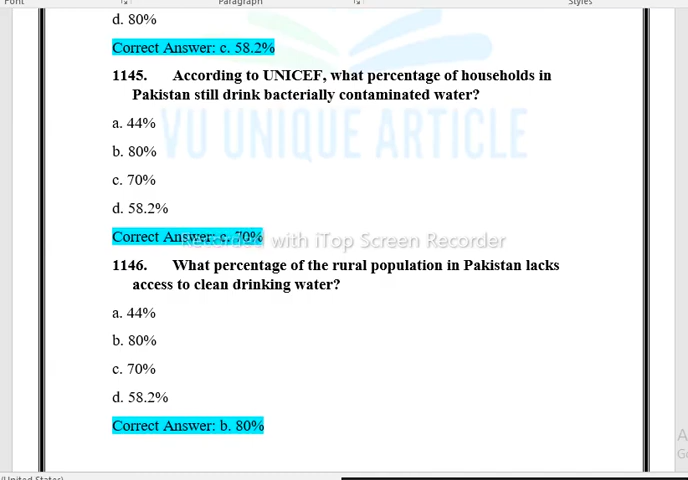 Font Paragraph Styles
d. 80%
Correct Answer: c. 58.2%
1145. According to UNICEF, what percentage of households in
Pakistan still drink bacterially contaminated water?
a. 44%
VU UNIQUE ARTICLE
b. 80%
c. 70%
d. 58.2%
Correct Answer: c. 70%
Recorded with iTop Screen Recorder
1146. What percentage of the rural population in Pakistan lacks
access to clean drinking water?
a. 44%
b. 80%
c. 70%
d. 58.2%
Correct Answer: b. 80%
(United States)